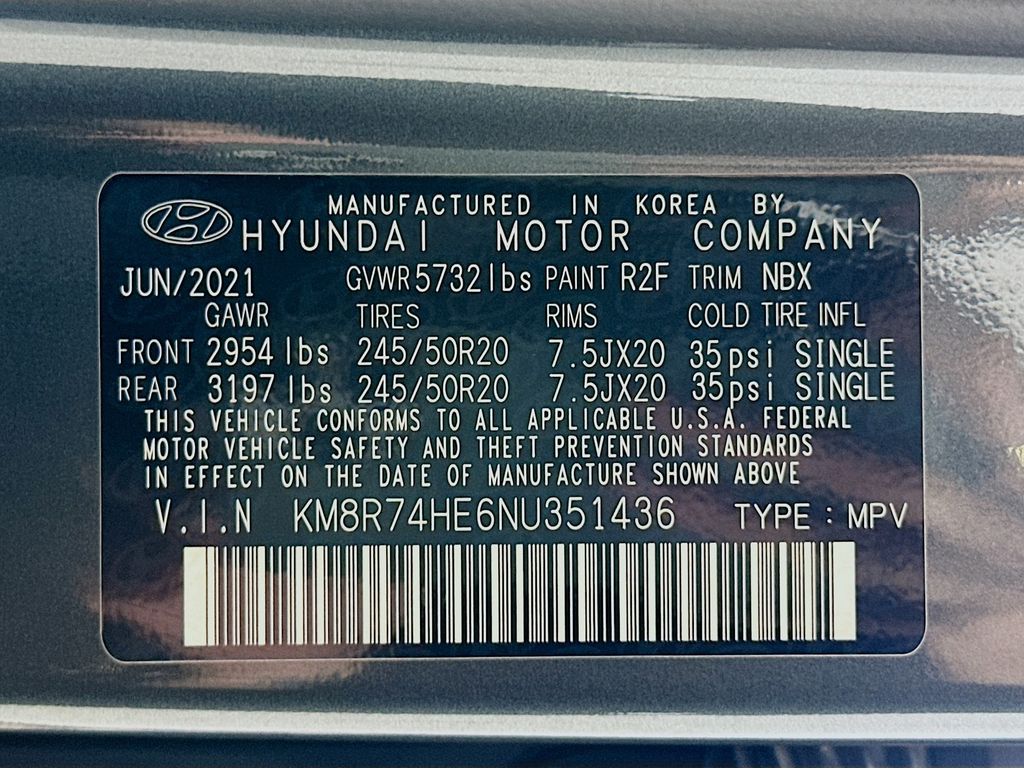 MANUFACTURED IN KOREA BY
HYUNDAI MOTOR COMPANY
JUN/2021 GVWR 5732 lbs PAINT R2F TRIM NBX
GAWR TIRES RIMS COLD TIRE INFL
FRONT 2954 lbs 245/50R20 7.5JX20 35psi SINGLE
REAR 3197 lbs 245/50R20 7.5JX20 35psi SINGLE
THIS VEHICLE CONFORMS TO ALL APPLICABLE U.S.A. FEDERAL
MOTOR VEHICLE SAFETY AND THEFT PREVENTION STANDARDS
IN EFFECT ON THE DATE OF MANUFACTURE SHOWN ABOVE
V.I.N KM8R74HE6NU351436 TYPE : MPV